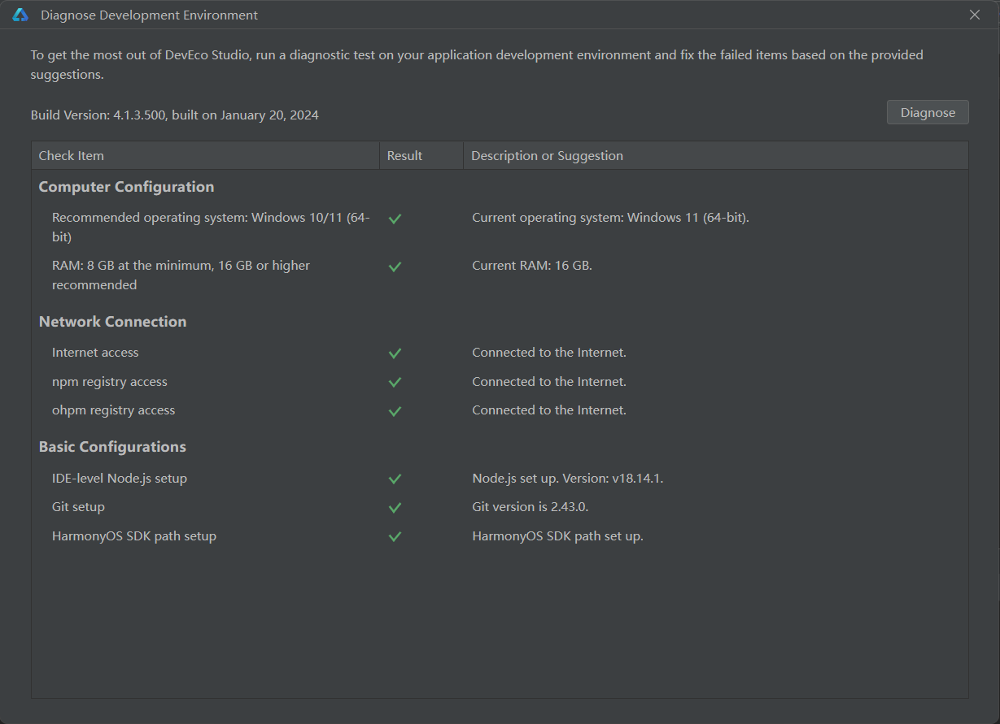 Diagnose Development Environment
To get the most out of DevEco Studio, run a diagnostic test on your application development environment and fix the failed items based on the provided
suggestions.
Build Version: 4.1.3.500, built on January 20, 2024
Diagnose
Check Item Result Description or Suggestion
Computer Configuration
Recommended operating system: Windows 10/11 (64-
bit)
Current operating system: Windows 11 (64-bit).
RAM: 8 GB at the minimum, 16 GB or higher
recommended
Current RAM: 16 GB.
Network Connection
Internet access Connected to the Internet.
npm registry access Connected to the Internet.
ohpm registry access Connected to the Internet.
Basic Configurations
IDE-level Node.js setup Node.js set up. Version: v18.14.1.
Git setup Git version is 2.43.0.
HarmonyOS SDK path setup HarmonyOS SDK path set up.